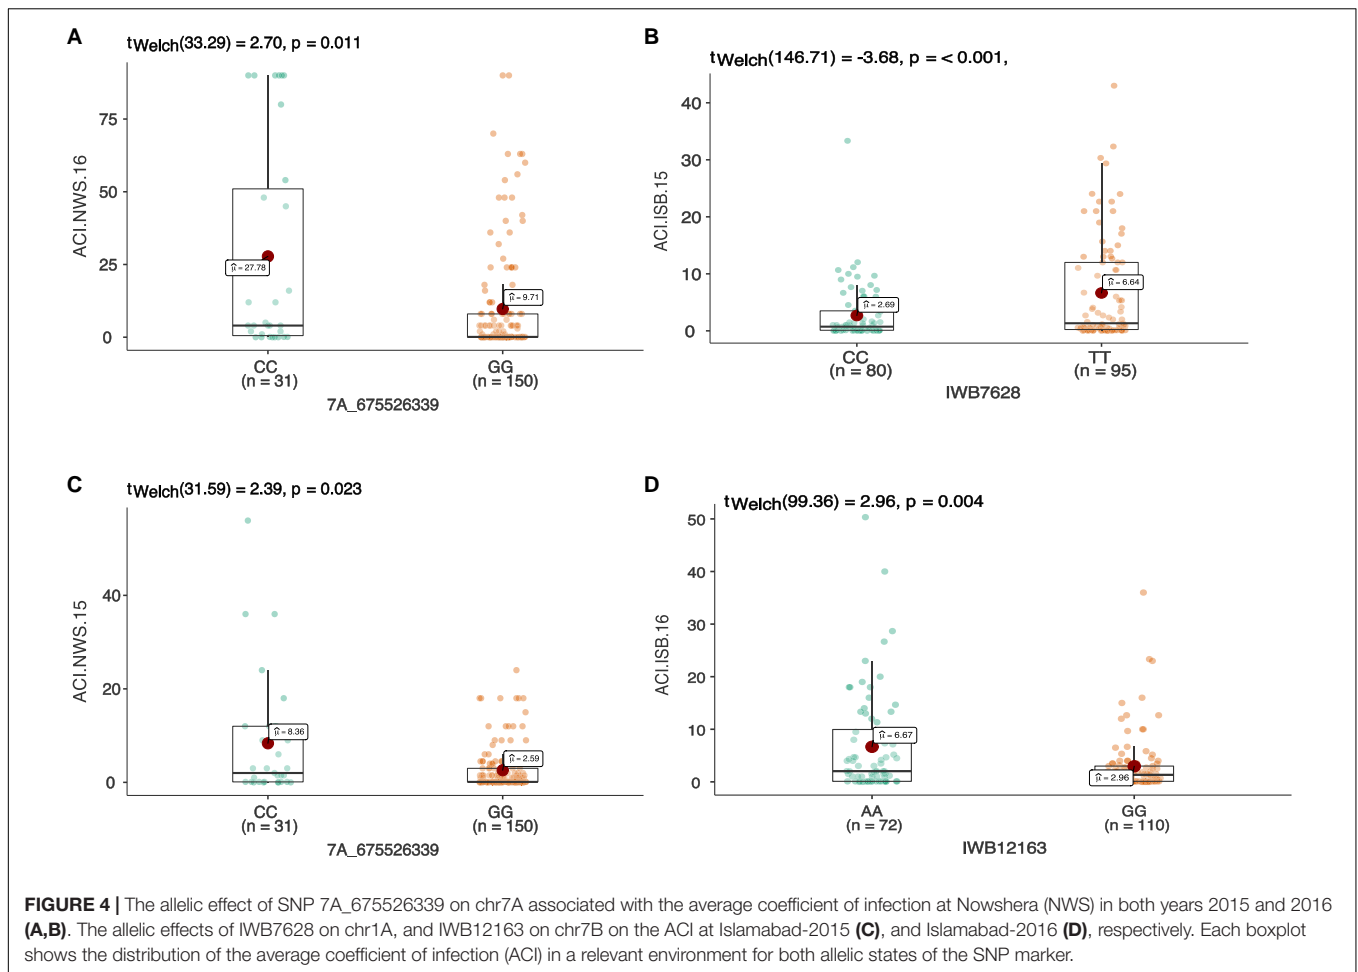 A
tWelch(33.29) = 2.70, p = 0.011
ACI.NWS.16
75
50
25
0
μ̂ = 27.78
μ̂ = 9.71
CC
(n = 31)
GG
(n = 150)
7A_675526339
B
tWelch(146.71) = -3.68, p = < 0.001,
ACI.ISB.15
40
30
20
10
0
μ̂ = 2.69
μ̂ = 6.64
CC
(n = 80)
TT
(n = 95)
IWB7628
C
tWelch(31.59) = 2.39, p = 0.023
ACI.NWS.15
40
20
0
μ̂ = 8.36
μ̂ = 2.59
CC
(n = 31)
GG
(n = 150)
7A_675526339
D
tWelch(99.36) = 2.96, p = 0.004
ACI.ISB.16
50
40
30
20
10
0
μ̂ = 6.67
μ̂ = 2.96
AA
(n = 72)
GG
(n = 110)
IWB12163
FIGURE 4 | The allelic effect of SNP 7A_675526339 on chr7A associated with the average coefficient of infection at Nowshera (NWS) in both years 2015 and 2016
(A,B). The allelic effects of IWB7628 on chr1A, and IWB12163 on chr7B on the ACI at Islamabad-2015 (C), and Islamabad-2016 (D), respectively. Each boxplot
shows the distribution of the average coefficient of infection (ACI) in a relevant environment for both allelic states of the SNP marker.